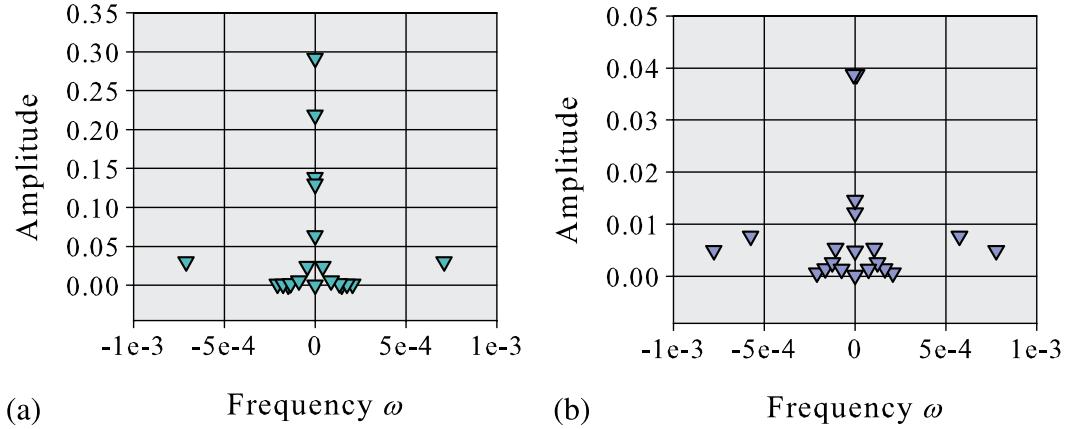 0.35
0.30
0.25
0.20
0.15
0.10
0.05
0.00
Amplitude
-1e-3 -5e-4 0 5e-4 1e-3
(a) Frequency ω
0.05
0.04
0.03
0.02
0.01
0.00
Amplitude
-1e-3 -5e-4 0 5e-4 1e-3
(b) Frequency ω